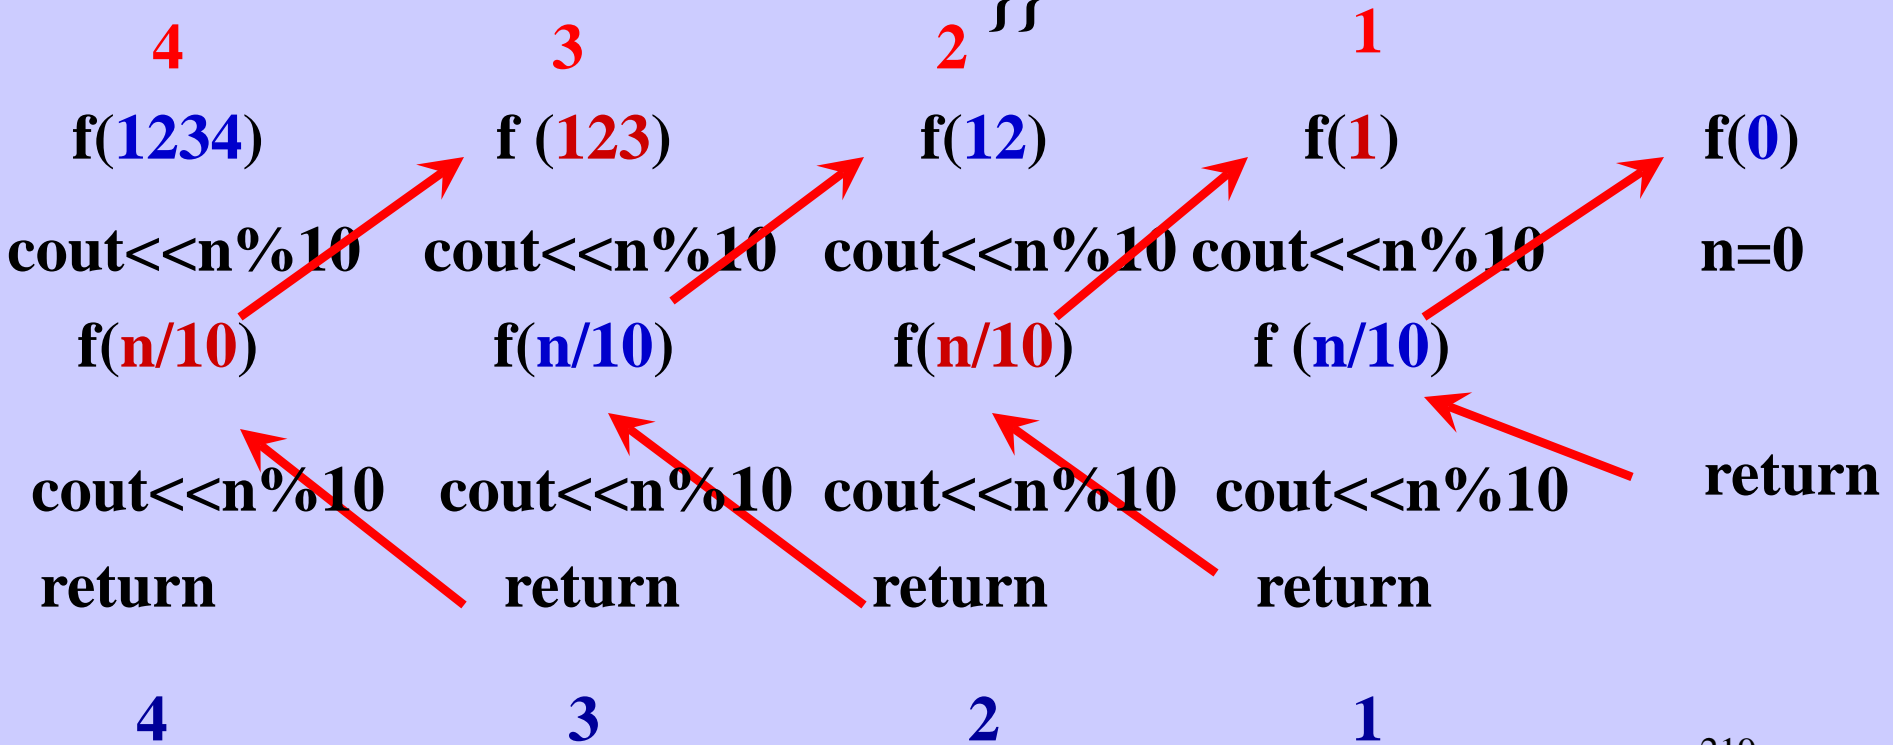 }}
4 3 2 1
f(1234) f (123) f(12) f(1) f(0)
cout<<n%10 cout<<n%10 cout<<n%10 cout<<n%10 n=0
f(n/10) f(n/10) f(n/10) f (n/10)
cout<<n%10 cout<<n%10 cout<<n%10 cout<<n%10 return
return return return return
4 3 2 1